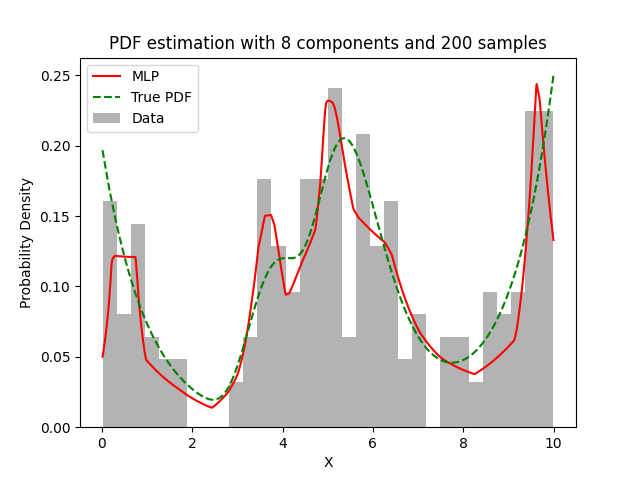 PDF estimation with 8 components and 200 samples
MLP
True PDF
Data
0.25
0.20
0.15
0.10
0.05
0.00
Probability Density
0 2 4 6 8 10
X